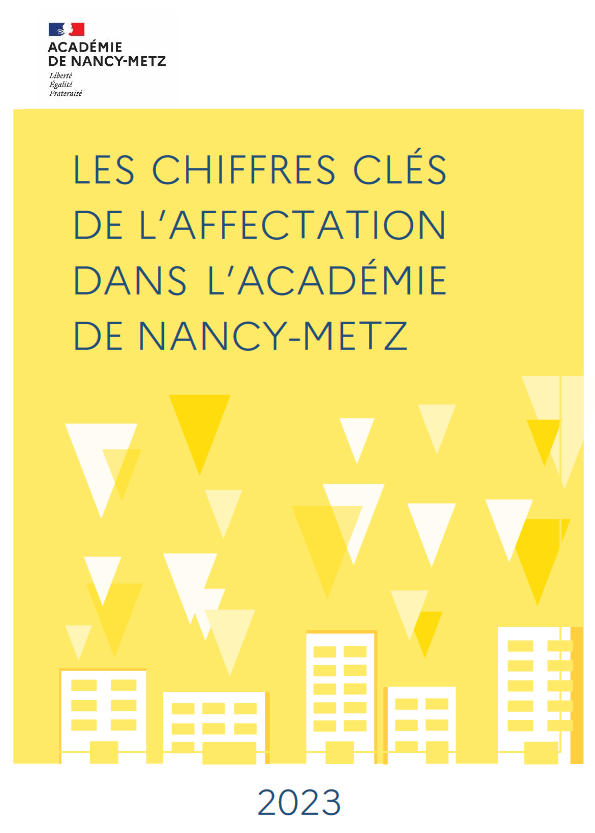 ACADÉMIE
DE NANCY-METZ
Liberté
Égalité
Fraternité
LES CHIFFRES CLÉS
DE L’AFFECTATION
DANS L’ACADÉMIE
DE NANCY-METZ
2023